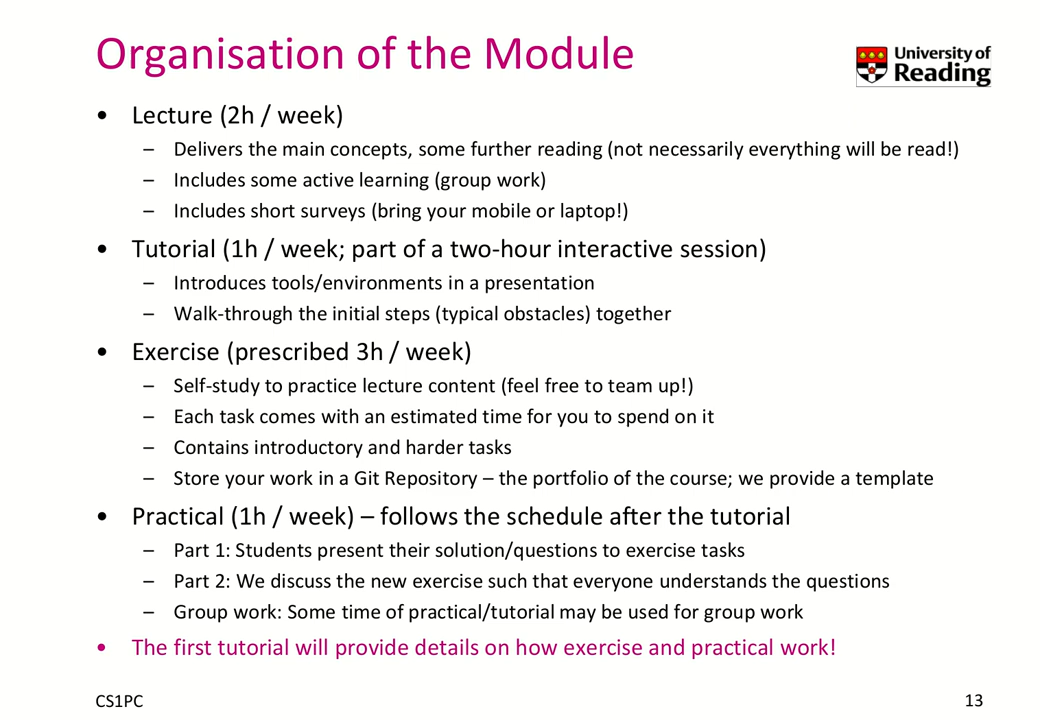 Organisation of the Module
University of
Reading
• Lecture (2h / week)
– Delivers the main concepts, some further reading (not necessarily everything will be read!)
– Includes some active learning (group work)
– Includes short surveys (bring your mobile or laptop!)
• Tutorial (1h / week; part of a two-hour interactive session)
– Introduces tools/environments in a presentation
– Walk-through the initial steps (typical obstacles) together
• Exercise (prescribed 3h / week)
– Self-study to practice lecture content (feel free to team up!)
– Each task comes with an estimated time for you to spend on it
– Contains introductory and harder tasks
– Store your work in a Git Repository – the portfolio of the course; we provide a template
• Practical (1h / week) – follows the schedule after the tutorial
– Part 1: Students present their solution/questions to exercise tasks
– Part 2: We discuss the new exercise such that everyone understands the questions
– Group work: Some time of practical/tutorial may be used for group work
• The first tutorial will provide details on how exercise and practical work!
CS1PC
13